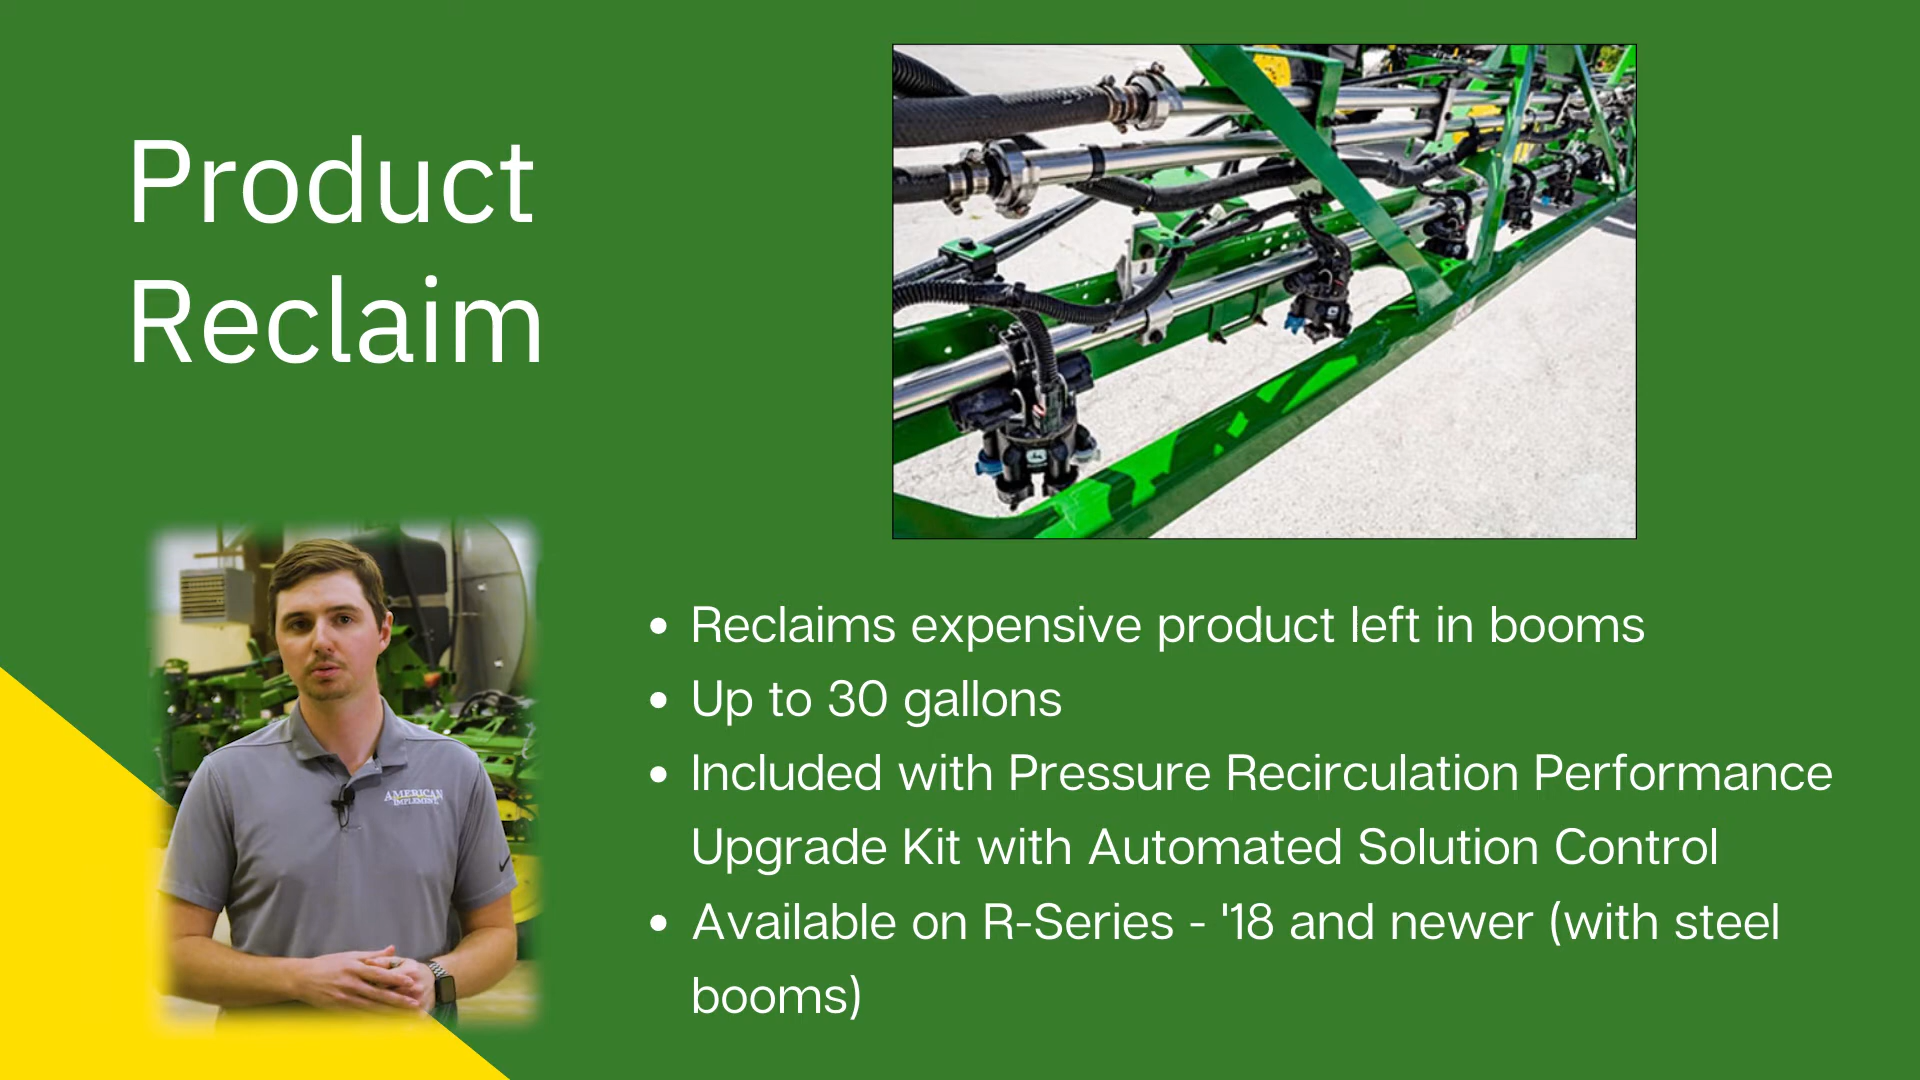 Product
Reclaim
AMERICAN
IMPLEMENT
• Reclaims expensive product left in booms
• Up to 30 gallons
• Included with Pressure Recirculation Performance
Upgrade Kit with Automated Solution Control
• Available on R-Series - '18 and newer (with steel
booms)